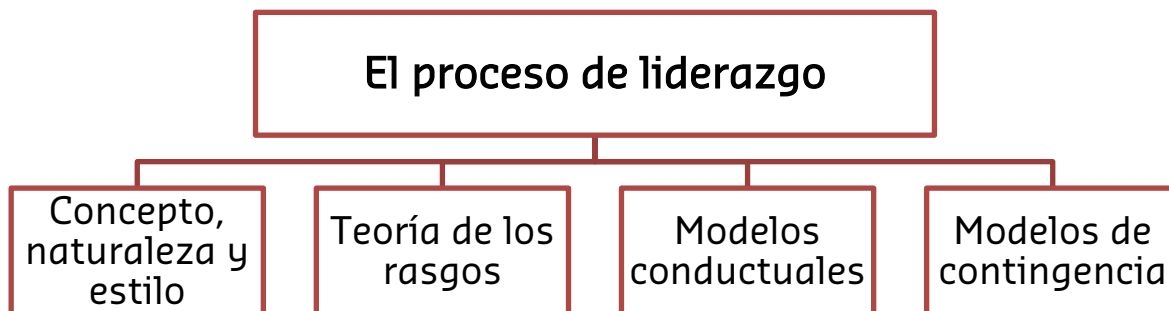 El proceso de liderazgo
Concepto,
naturaleza y
estilo
Teoría de los
rasgos
Modelos
conductuales
Modelos de
contingencia